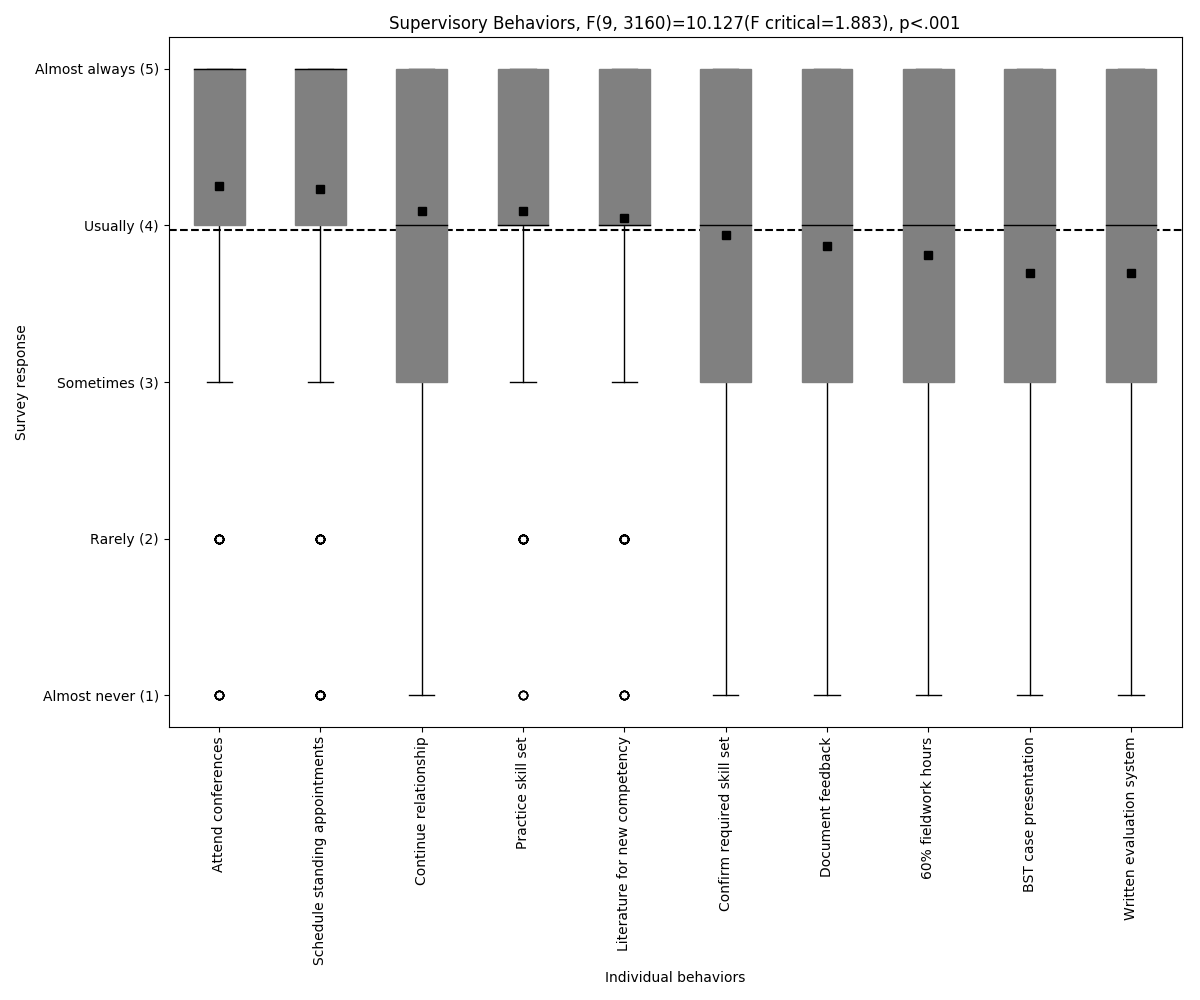 Supervisory Behaviors, F(9, 3160)=10.127(F critical=1.883), p<.001
Almost always (5)
Usually (4)
Sometimes (3)
Rarely (2)
Almost never (1)
Survey response
Attend conferences
Schedule standing appointments
Continue relationship
Practice skill set
Literature for new competency
Confirm required skill set
Document feedback
60% fieldwork hours
BST case presentation
Written evaluation system
Individual behaviors